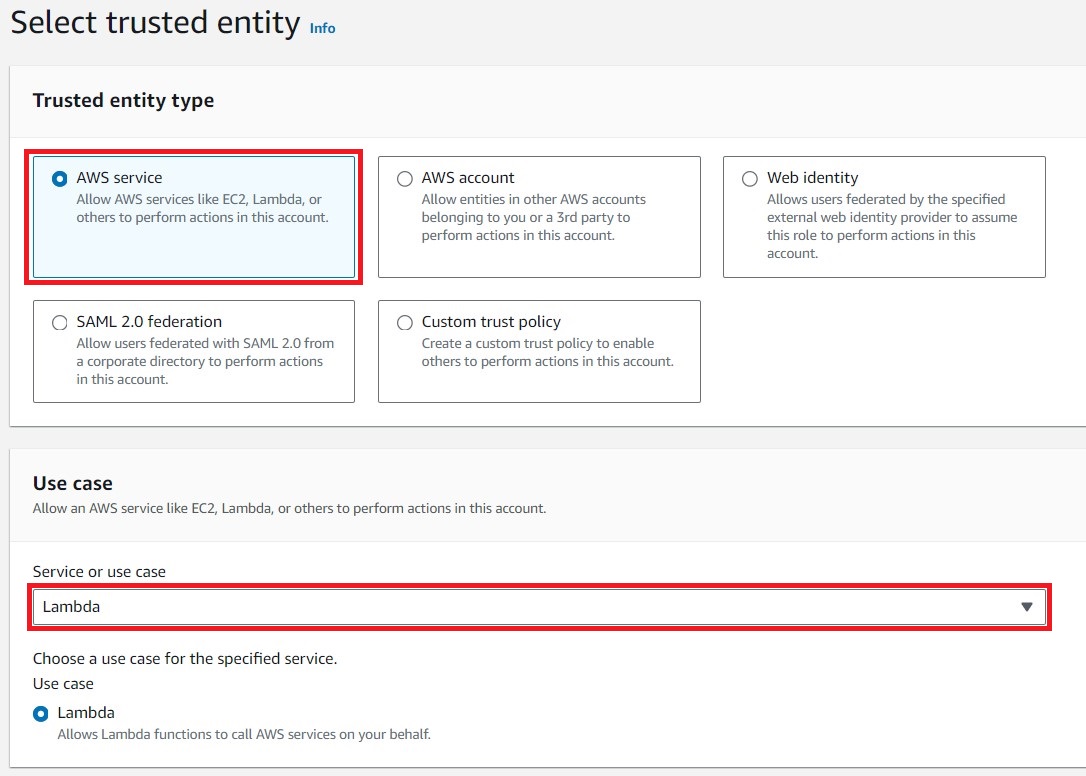 Select trusted entity Info
Trusted entity type
AWS service
Allow AWS services like EC2, Lambda, or
others to perform actions in this account.
AWS account
Allow entities in other AWS accounts
belonging to you or a 3rd party to
perform actions in this account.
Web identity
Allows users federated by the specified
external web identity provider to assume
this role to perform actions in this
account.
SAML 2.0 federation
Allow users federated with SAML 2.0 from
a corporate directory to perform actions
in this account.
Custom trust policy
Create a custom trust policy to enable
others to perform actions in this account.
Use case
Allow an AWS service like EC2, Lambda, or others to perform actions in this account.
Service or use case
Lambda
Choose a use case for the specified service.
Use case
Lambda
Allows Lambda functions to call AWS services on your behalf.